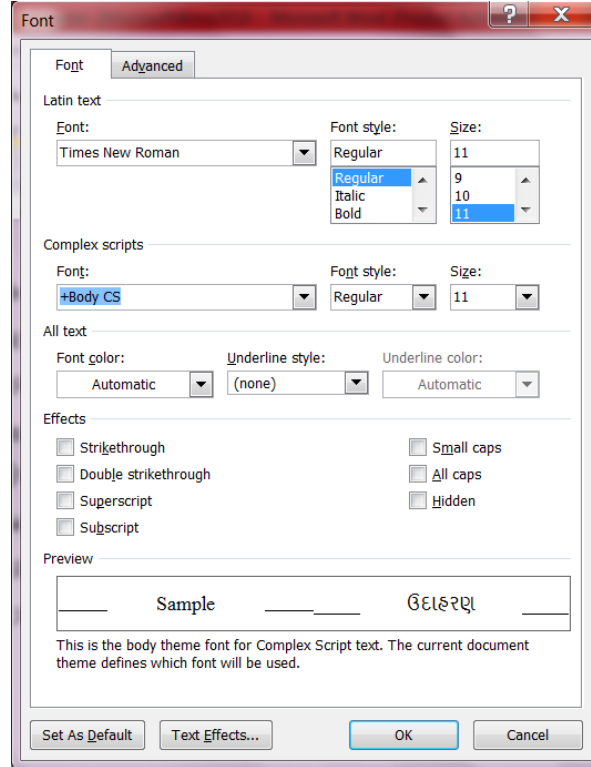 Font
Font Advanced
Latin text
Font: Font style: Size:
Times New Roman Regular 11
Regular 9
Italic 10
Bold 11
Complex scripts
Font: Font style: Size:
+Body CS Regular 11
All text
Font color: Underline style: Underline color:
Automatic (none) Automatic
Effects
Strikethrough Small caps
Double strikethrough All caps
Superscript Hidden
Subscript
Preview
Sample ઉદાહરણ
This is the body theme font for Complex Script text. The current document
theme defines which font will be used.
Set As Default Text Effects... OK Cancel